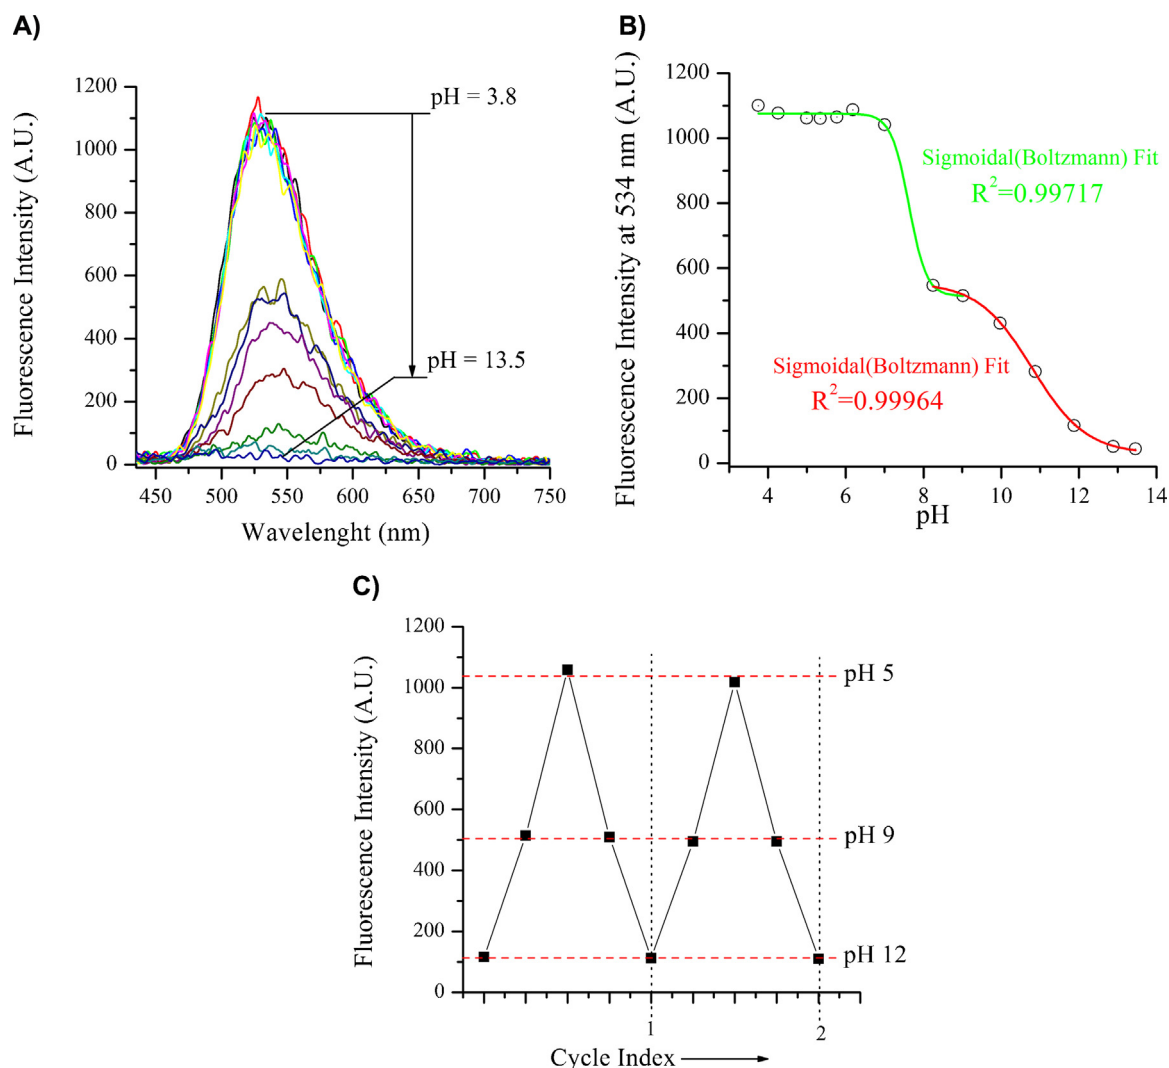 A)
Fluorescence Intensity (A.U.)
1200
1000
800
600
400
200
0
pH = 3.8
pH = 13.5
450
500
550
600
650
700
750
Wavelenght (nm)
B)
Fluorescence Intensity at 534 nm (A.U.)
1200
1000
800
600
400
200
0
Sigmoidal(Boltzmann) Fit
R²=0.99717
Sigmoidal(Boltzmann) Fit
R²=0.99964
4
6
8
10
12
14
pH
C)
Fluorescence Intensity (A.U.)
1200
1000
800
600
400
200
0
pH 5
pH 9
pH 12
1
2
Cycle Index